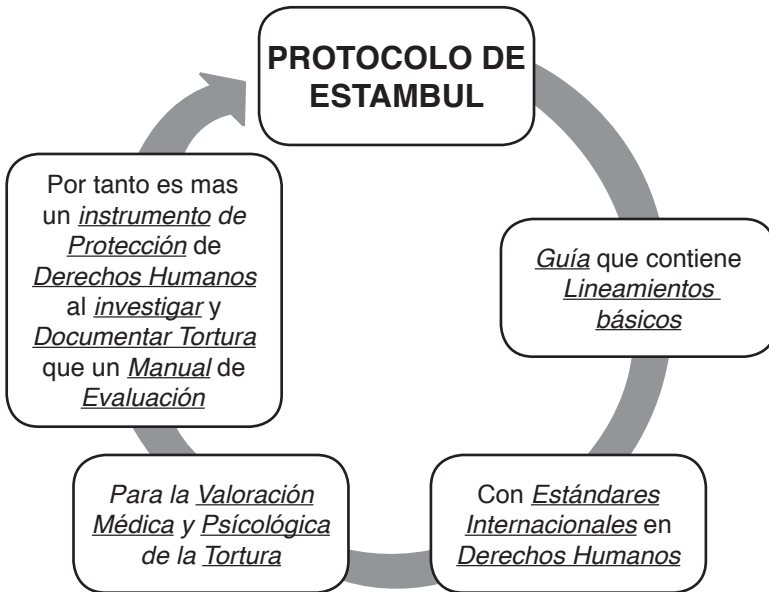 PROTOCOLO DE
ESTAMBUL
Guía que contiene
Lineamientos
básicos
Con Estándares
Internacionales en
Derechos Humanos
Para la Valoración
Médica y Psícológica
de la Tortura
Por tanto es mas
un instrumento de
Protección de
Derechos Humanos
al investigar y
Documentar Tortura
que un Manual de
Evaluación